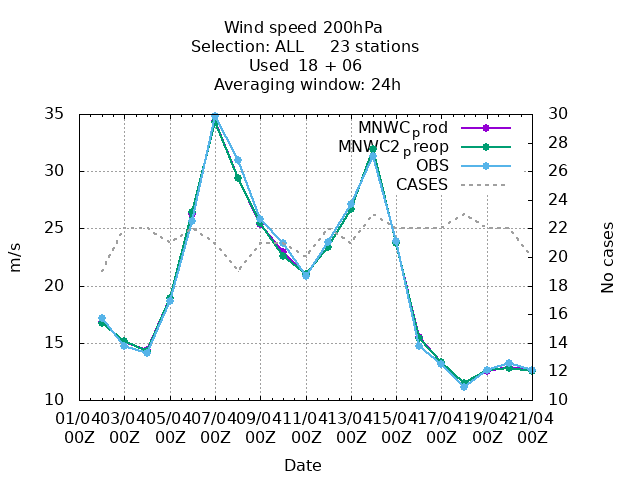 Wind speed 200hPa
Selection: ALL 23 stations
Used 18 + 06
Averaging window: 24h
35 30
MNWC_prod 28
MNWC2_preop
30 OBS 26
CASES 24
25 22
20
20 18
16
15 14
12
10 10
01/04 03/04 05/04 07/04 09/04 11/04 13/04 15/04 17/04 19/04 21/04
00Z 00Z 00Z 00Z 00Z 00Z 00Z 00Z 00Z 00Z 00Z
Date
m/s
No cases